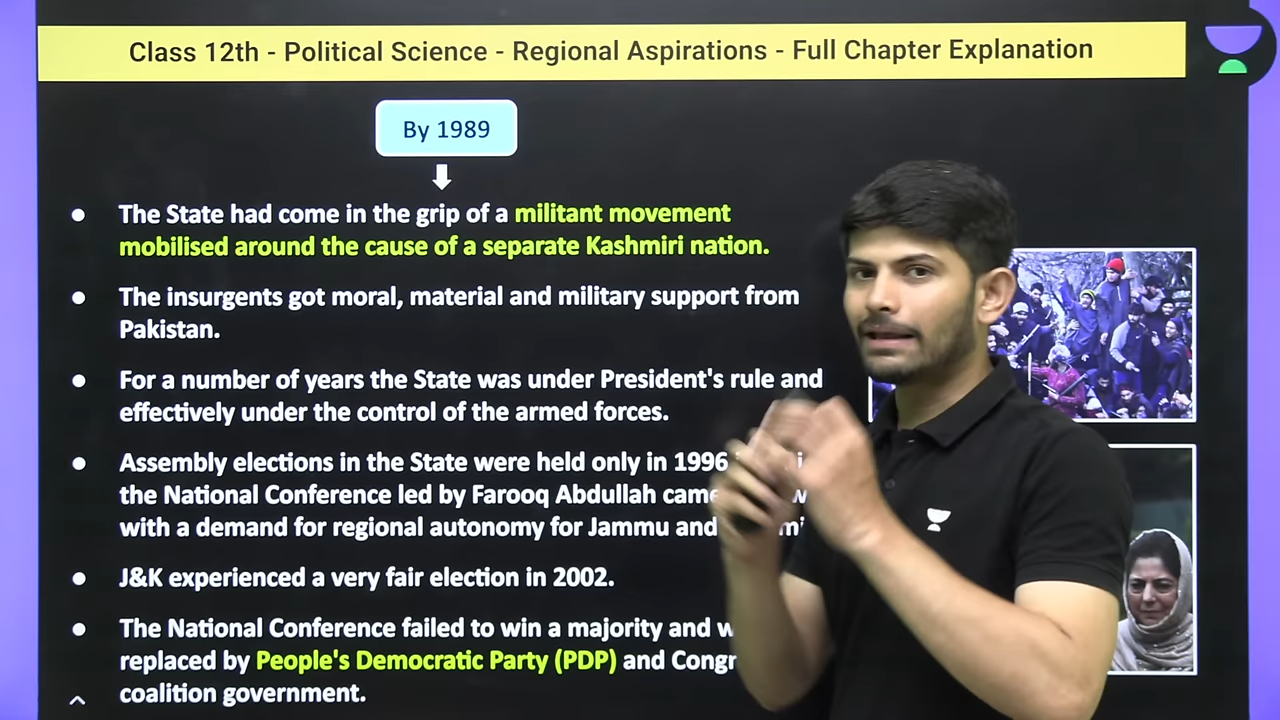 Class 12th - Political Science - Regional Aspirations - Full Chapter Explanation
By 1989
The State had come in the grip of a militant movement
mobilised around the cause of a separate Kashmiri nation.
The insurgents got moral, material and military support from
Pakistan.
For a number of years the State was under President's rule and
effectively under the control of the armed forces.
Assembly elections in the State were held only in 1996
the National Conference led by Farooq Abdullah came
with a demand for regional autonomy for Jammu and
J&K experienced a very fair election in 2002.
The National Conference failed to win a majority and
replaced by People's Democratic Party (PDP) and
coalition government.